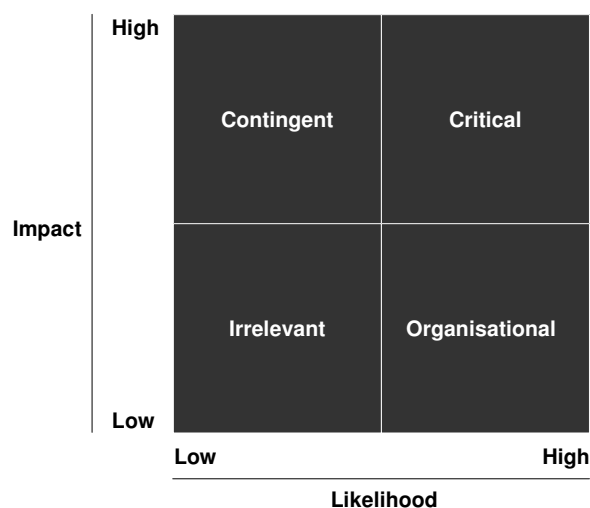 High
Contingent
Critical
Impact
Irrelevant
Organisational
Low
Low
High
Likelihood